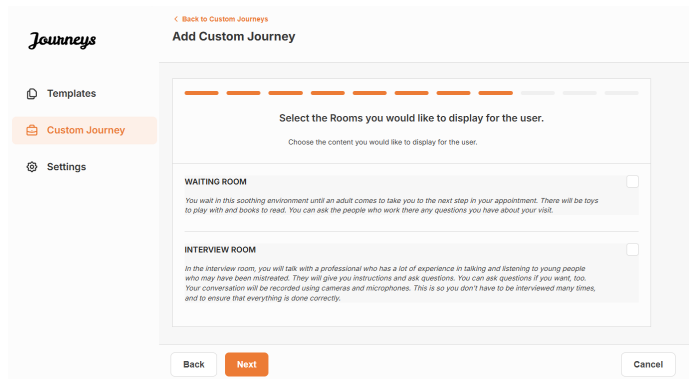 Back to Custom Journeys
Journeys
Add Custom Journey
Templates
Custom Journey
Settings
Select the Rooms you would like to display for the user.
Choose the content you would like to display for the user.
WAITING ROOM
You wait in this soothing environment until an adult comes to take you to the next step in your appointment. There will be toys
to play with and books to read. You can ask the people who work there any questions you have about your visit.
INTERVIEW ROOM
In the interview room, you will talk with a professional who has a lot of experience in talking and listening to young people
who may have been mistreated. They will give you instructions and ask questions. You can ask questions if you want, too.
Your conversation will be recorded using cameras and microphones. This is so you don't have to be interviewed many times,
and to ensure that everything is done correctly.
Back
Next
Cancel